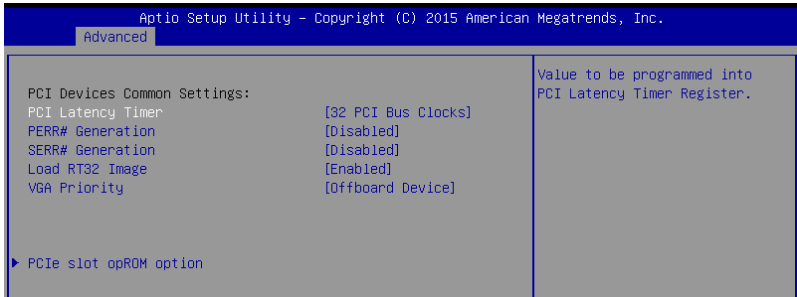 Aptio Setup Utility – Copyright (C) 2015 American Megatrends, Inc.
Advanced
PCI Devices Common Settings:
PCI Latency Timer [32 PCI Bus Clocks]
PERR# Generation [Disabled]
SERR# Generation [Disabled]
Load RT32 Image [Enabled]
VGA Priority [Offboard Device]
PCIe slot opROM option
Value to be programmed into
PCI Latency Timer Register.